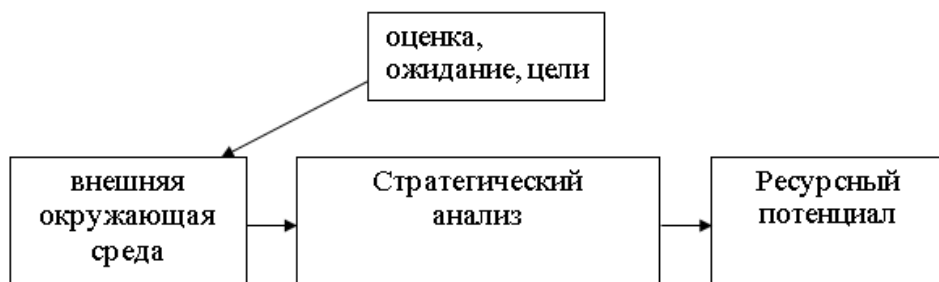 оценка,
ожидание, цели
внешняя
окружающая
среда
Стратегический
анализ
Ресурсный
потенциал